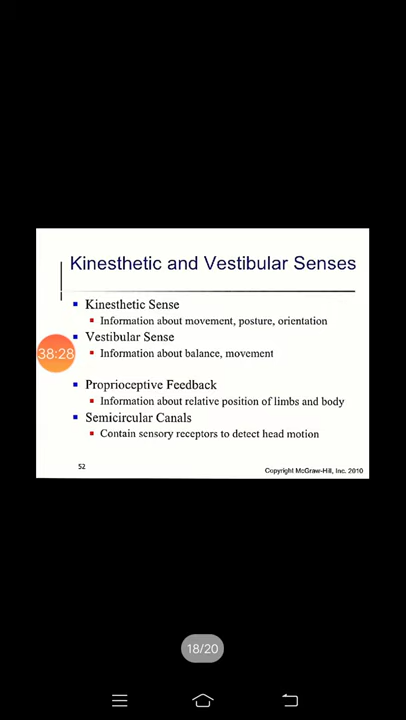 Kinesthetic and Vestibular Senses
Kinesthetic Sense
Information about movement, posture, orientation
Vestibular Sense
38:28
Information about balance, movement
Proprioceptive Feedback
Information about relative position of limbs and body
Semicircular Canals
Contain sensory receptors to detect head motion
52
Copyright McGraw-Hill, Inc. 2010
18/20